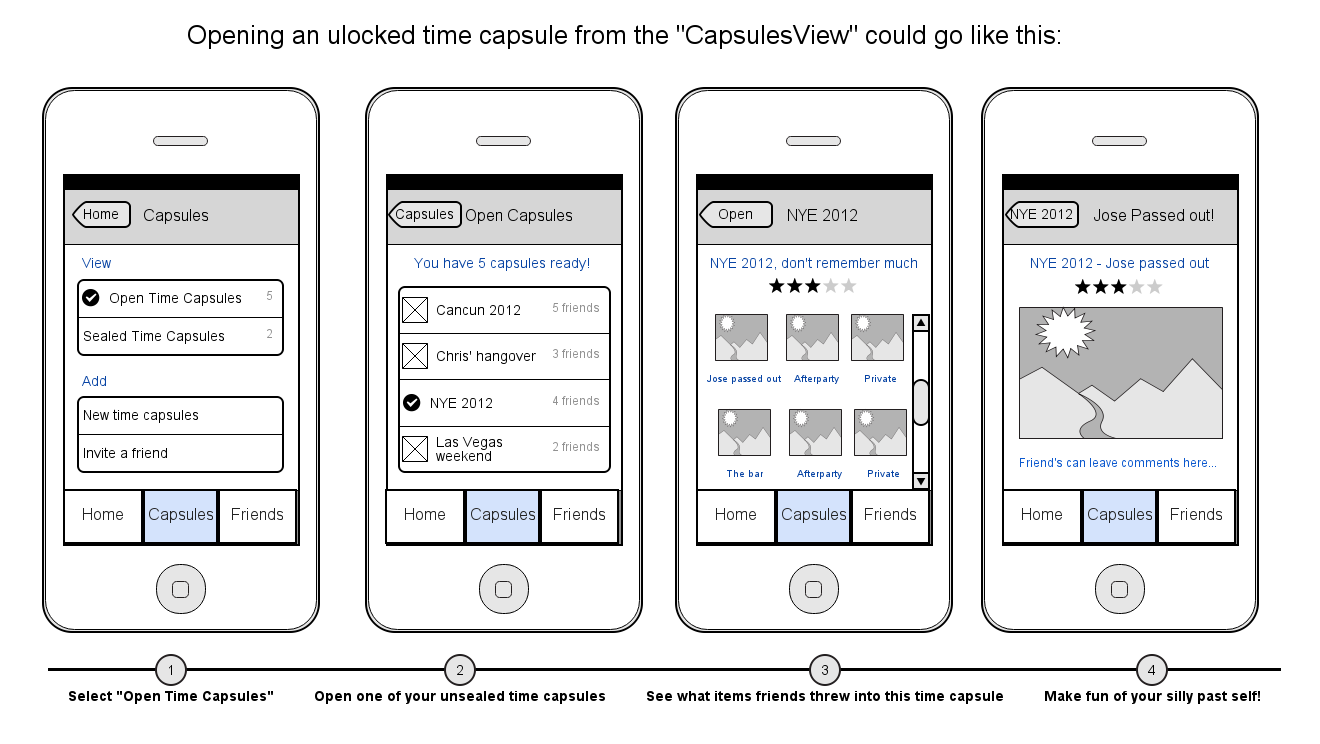 Opening an ulocked time capsule from the "CapsulesView" could go like this:
Home
Capsules
View
Open Time Capsules 5
Sealed Time Capsules 2
Add
New time capsules
Invite a friend
Home Capsules Friends
Capsules
Open Capsules
You have 5 capsules ready!
Cancun 2012 5 friends
Chris' hangover 3 friends
NYE 2012 4 friends
Las Vegas
weekend 2 friends
Home Capsules Friends
Open
NYE 2012
NYE 2012, don't remember much
Jose passed out Afterparty Private
The bar Afterparty Private
Home Capsules Friends
NYE 2012
Jose Passed out!
NYE 2012 - Jose passed out
Friend's can leave comments here...
Home Capsules Friends
1
Select "Open Time Capsules"
2
Open one of your unsealed time capsules
3
See what items friends threw into this time capsule
4
Make fun of your silly past self!